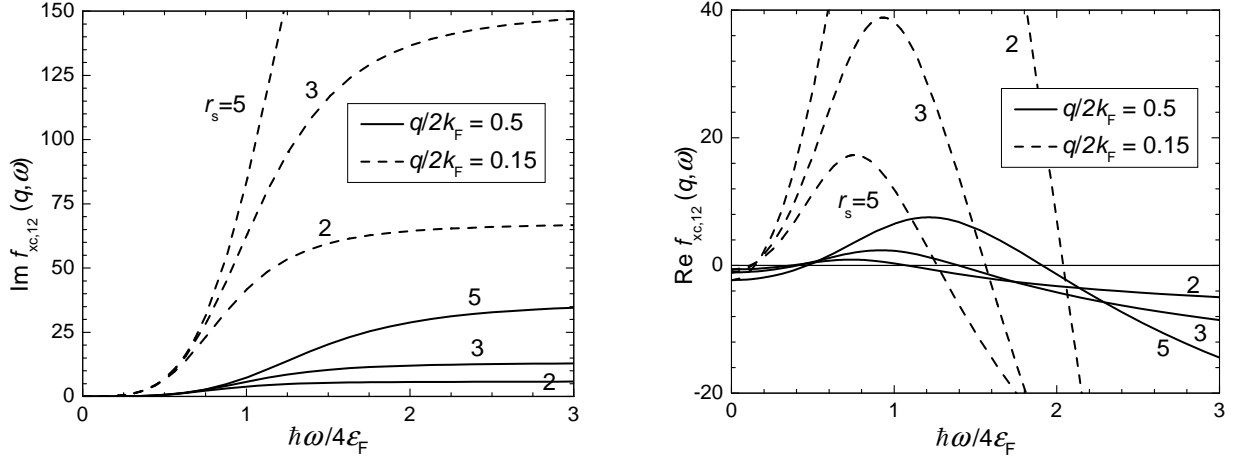 150
125
100
75
50
25
0
0
1
2
3
Im f_xc,12 (q,ω)
ħω/4ε_F
r_s=5
3
2
5
3
2
q/2k_F = 0.5
q/2k_F = 0.15
40
20
0
-20
0
1
2
3
Re f_xc,12 (q,ω)
ħω/4ε_F
2
3
r_s=5
2
3
5
q/2k_F = 0.5
q/2k_F = 0.15